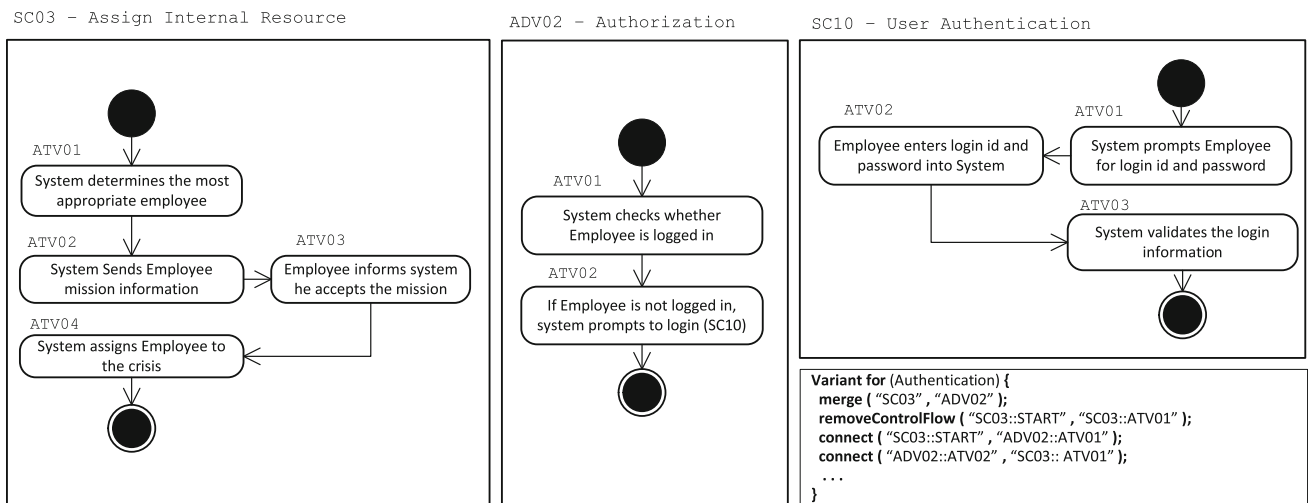 SC03 – Assign Internal Resource
ATV01
System determines the most
appropriate employee
ATV02
System Sends Employee
mission information
ATV03
Employee informs system
he accepts the mission
ATV04
System assigns Employee to
the crisis
ADV02 – Authorization
ATV01
System checks whether
Employee is logged in
ATV02
If Employee is not logged in,
system prompts to login (SC10)
SC10 – User Authentication
ATV01
System prompts Employee
for login id and password
ATV02
Employee enters login id and
password into System
ATV03
System validates the login
information
Variant for (Authentication) {
merge ( “SC03” , “ADV02” );
removeControlFlow ( “SC03::START” , “SC03::ATV01” );
connect ( “SC03::START” , “ADV02::ATV01” );
connect ( “ADV02::ATV02” , “SC03:: ATV01” );
...
}